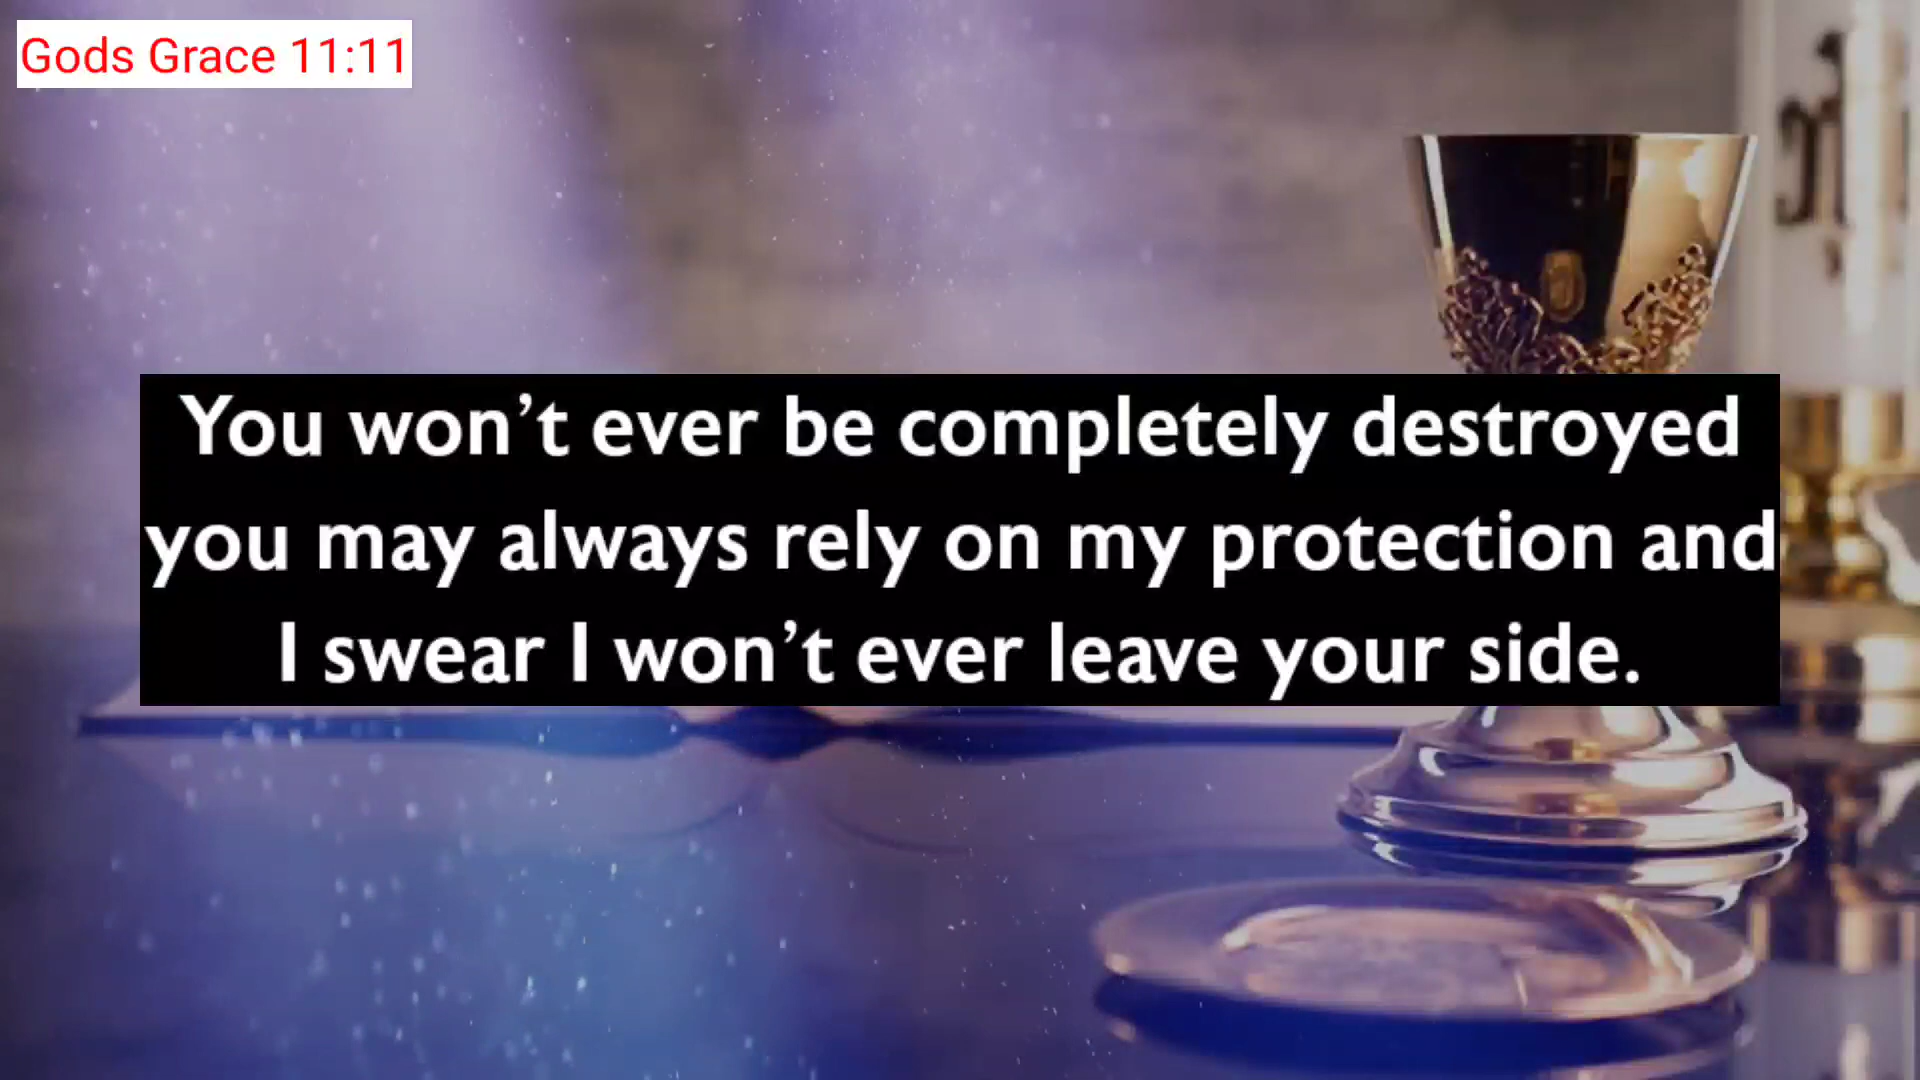 Gods Grace 11:11
You won’t ever be completely destroyed
you may always rely on my protection and
I swear I won’t ever leave your side.